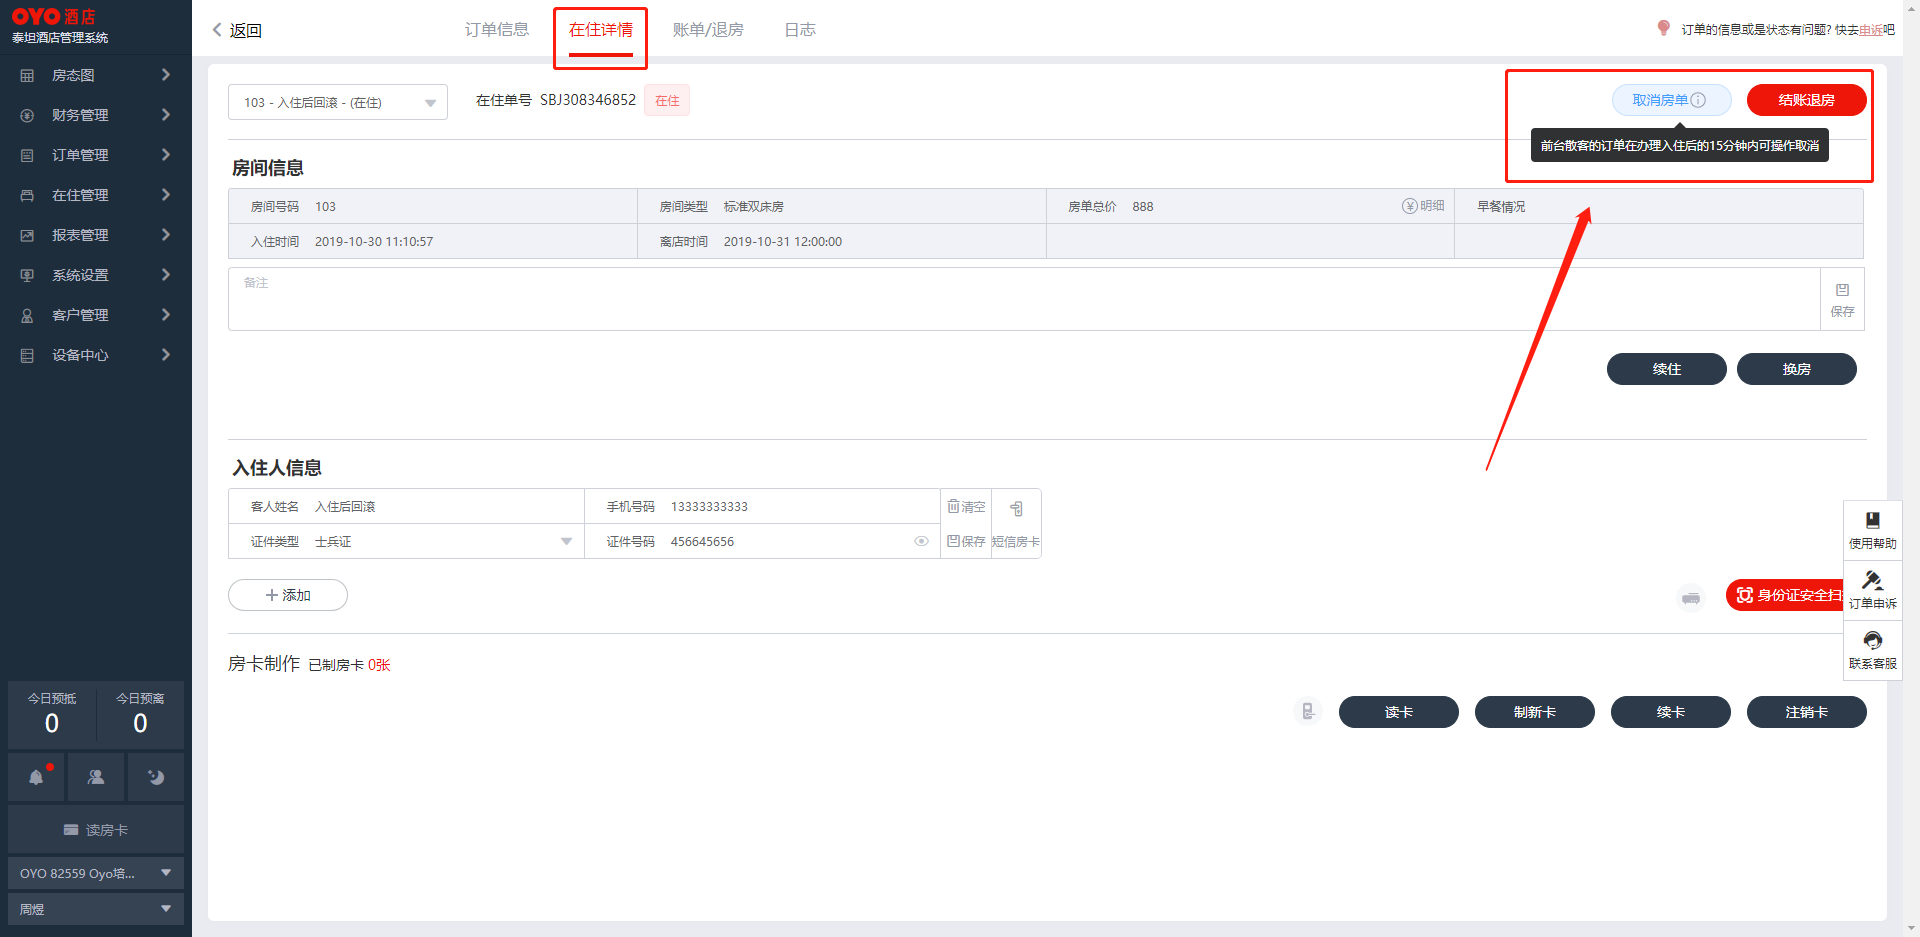 OYO 酒店
泰坦酒店管理系统
房态图
财务管理
订单管理
在住管理
报表管理
系统设置
客户管理
设备中心
今日预抵 今日预离
0 0
读房卡
OYO 82559 Oyo培...
周煜
返回 订单信息 在住详情 账单/退房 日志 订单的信息或是状态有问题? 快去申诉吧
103 - 入住后回滚 - (在住) 在住单号 SBJ308346852 在住 取消房单 结账退房
前台散客的订单在办理入住后的15分钟内可操作取消
房间信息
房间号码 103 房间类型 标准双床房 房单总价 888 明细 早餐情况
入住时间 2019-10-30 11:10:57 离店时间 2019-10-31 12:00:00
备注
保存
续住 换房
入住人信息
客人姓名 入住后回滚 手机号码 13333333333 清空
证件类型 士兵证 证件号码 456645656 保存 短信房卡
添加 身份证安全扫
使用帮助
订单申诉
联系客服
房卡制作 已制房卡 0张
读卡 制新卡 续卡 注销卡